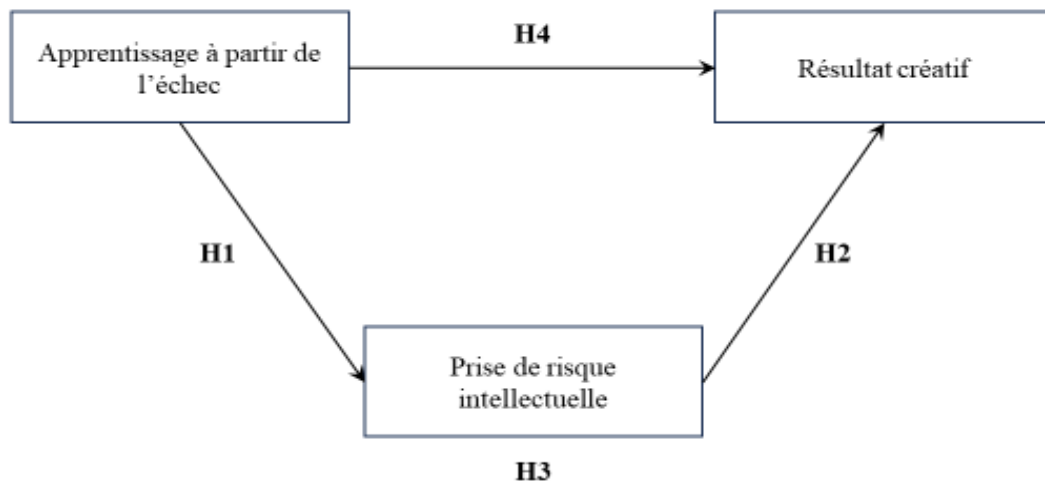 H4
Apprentissage à partir de
l'échec
Résultat créatif
H1
H2
Prise de risque
intellectuelle
H3